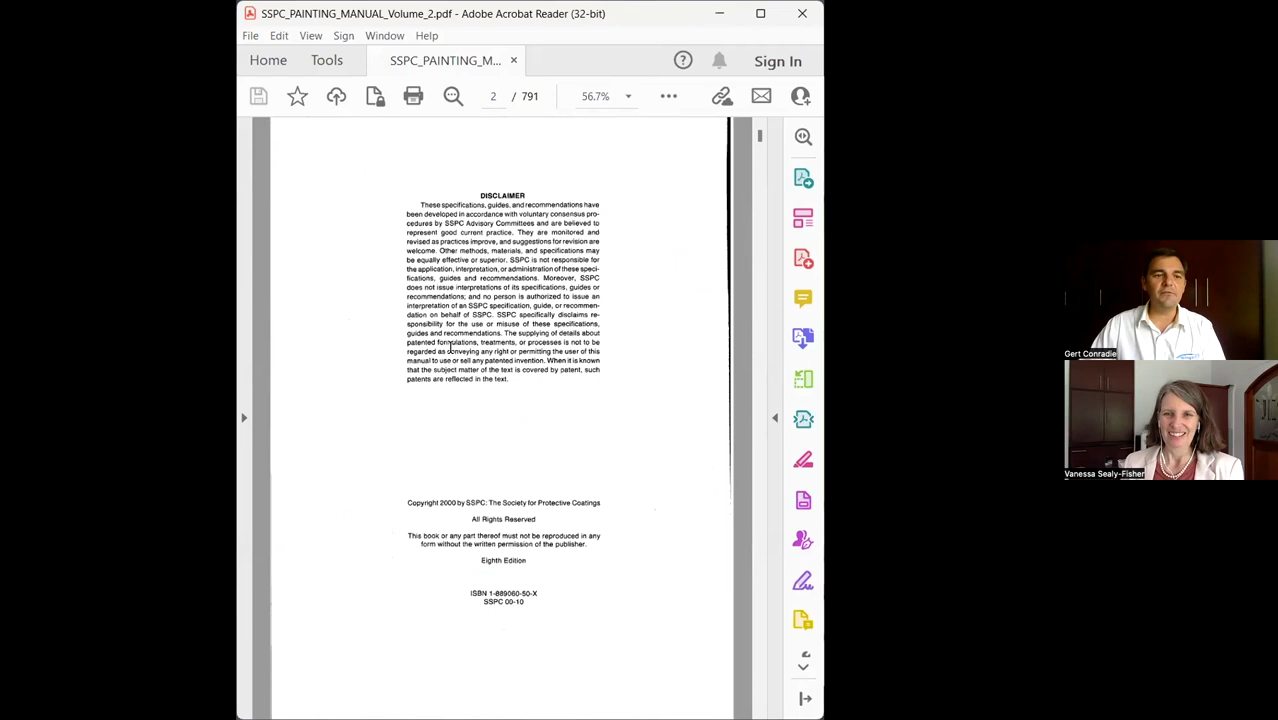 SSPC_PAINTING_MANUAL_Volume_2.pdf - Adobe Acrobat Reader (32-bit)
File Edit View Sign Window Help
Home Tools SSPC_PAINTING_M... × Sign In
2 / 791 56.7%
DISCLAIMER
These specifications, guides, and recommendations have
been developed in accordance with voluntary consensus pro-
cedures by SSPC Advisory Committees and are believed to
represent good current practice. They are monitored and
revised as practices improve, and suggestions for revision are
welcome. Other methods, materials, and specifications may
be equally effective or superior. SSPC is not responsible for
the application, interpretation, or administration of these speci-
fications, guides and recommendations. Moreover, SSPC
does not issue interpretations of its specifications, guides or
recommendations; and no person is authorized to issue an
interpretation of an SSPC specification, guide, or recommen-
dation on behalf of SSPC. SSPC specifically disclaims re-
sponsibility for the use or misuse of these specifications,
guides and recommendations. The supplying of details about
patented formulations, treatments, or processes is not to be
regarded as conveying any right or permitting the user of this
manual to use or sell any patented invention. When it is known
that the subject matter of the text is covered by patent, such
patents are reflected in the text.
Copyright 2000 by SSPC: The Society for Protective Coatings
All Rights Reserved
This book or any part thereof must not be reproduced in any
form without the written permission of the publisher.
Eighth Edition
ISBN 1-889060-50-X
SSPC 00-10
Gert Conradie
Vanessa Sealy-Fisher